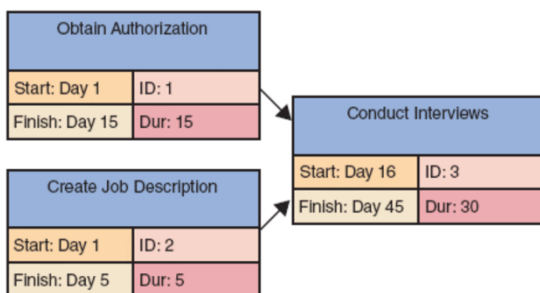 Obtain Authorization
Start: Day 1 ID: 1
Finish: Day 15 Dur: 15
Conduct Interviews
Start: Day 16 ID: 3
Finish: Day 45 Dur: 30
Create Job Description
Start: Day 1 ID: 2
Finish: Day 5 Dur: 5